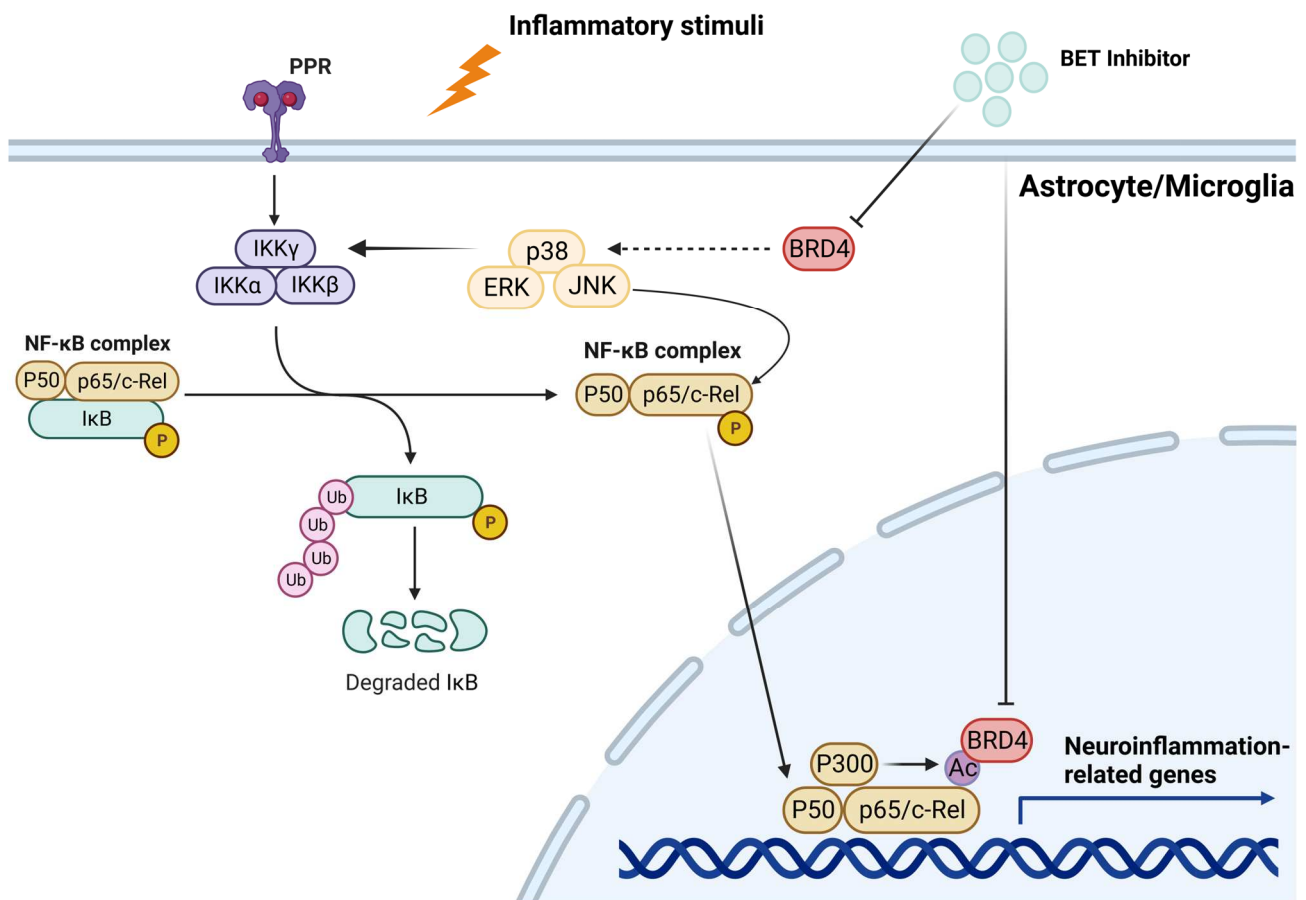 Inflammatory stimuli
PPR
BET Inhibitor
Astrocyte/Microglia
IKKγ
IKKα
IKKβ
p38
ERK
JNK
BRD4
NF-κB complex
P50
p65/c-Rel
IκB
P
NF-κB complex
P50
p65/c-Rel
P
Ub
IκB
P
Ub
Ub
Ub
Degraded IκB
BRD4
P300
Ac
P50
p65/c-Rel
Neuroinflammation-
related genes